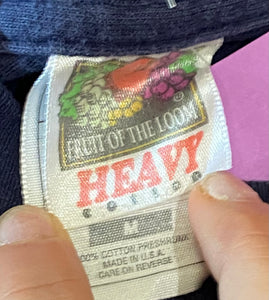 FRUIT OF THE LOOM
®
HEAVY
COTTON
M
100% COTTON PRESHRUNK
MADE IN U.S.A.
CARE ON REVERSE